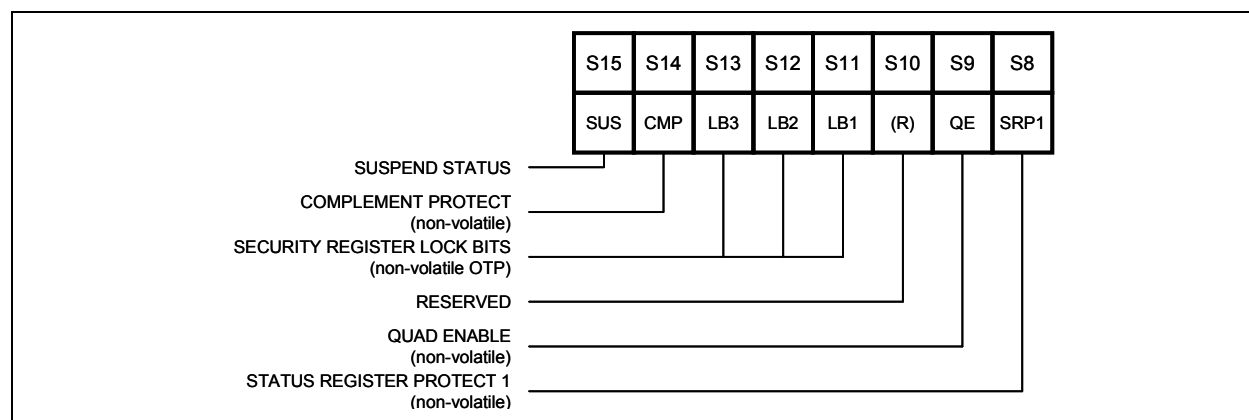 S15 S14 S13 S12 S11 S10 S9 S8
SUS CMP LB3 LB2 LB1 (R) QE SRP1
SUSPEND STATUS
COMPLEMENT PROTECT
(non-volatile)
SECURITY REGISTER LOCK BITS
(non-volatile OTP)
RESERVED
QUAD ENABLE
(non-volatile)
STATUS REGISTER PROTECT 1
(non-volatile)